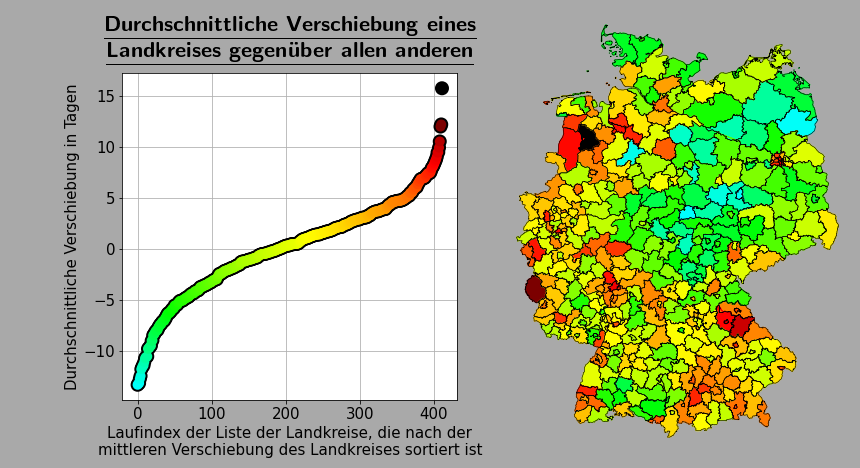 Durchschnittliche Verschiebung eines
Landkreises gegenüber allen anderen
Durchschnittliche Verschiebung in Tagen
15
10
5
0
−5
−10
0
100
200
300
400
Laufindex der Liste der Landkreise, die nach der
mittleren Verschiebung des Landkreises sortiert ist